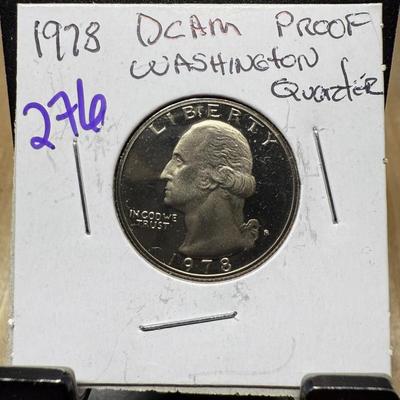 1978 DCAM PROOF
WASHINGTON
Quarter
276
LIBERTY
IN GOD WE
TRUST
S
1978